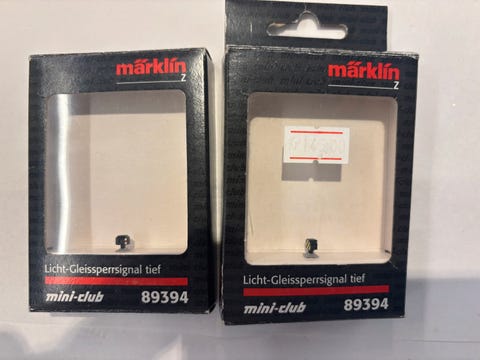 märklin
Z
Licht-Gleissperrsignal tief
mini-club 89394
märklin
Z
Licht-Gleissperrsignal tief
mini-club 89394